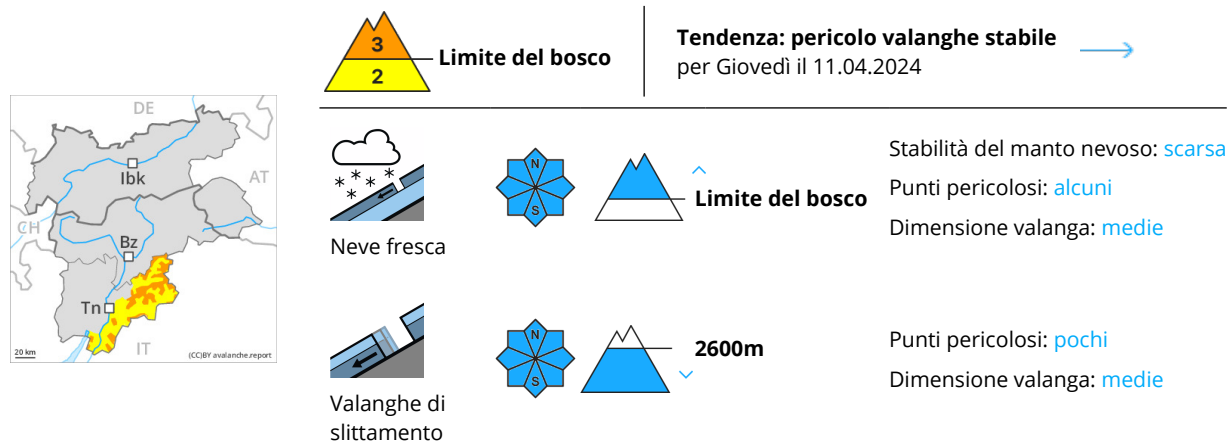 3
2
Limite del bosco
Tendenza: pericolo valanghe stabile
per Giovedì il 11.04.2024
DE
AT
CH
IT
Ibk
Bz
Tn
20 km
(CC)BY avalanche.report
Neve fresca
N
S
Limite del bosco
Stabilità del manto nevoso: scarsa
Punti pericolosi: alcuni
Dimensione valanga: medie
Valanghe di
slittamento
N
S
2600m
Punti pericolosi: pochi
Dimensione valanga: medie